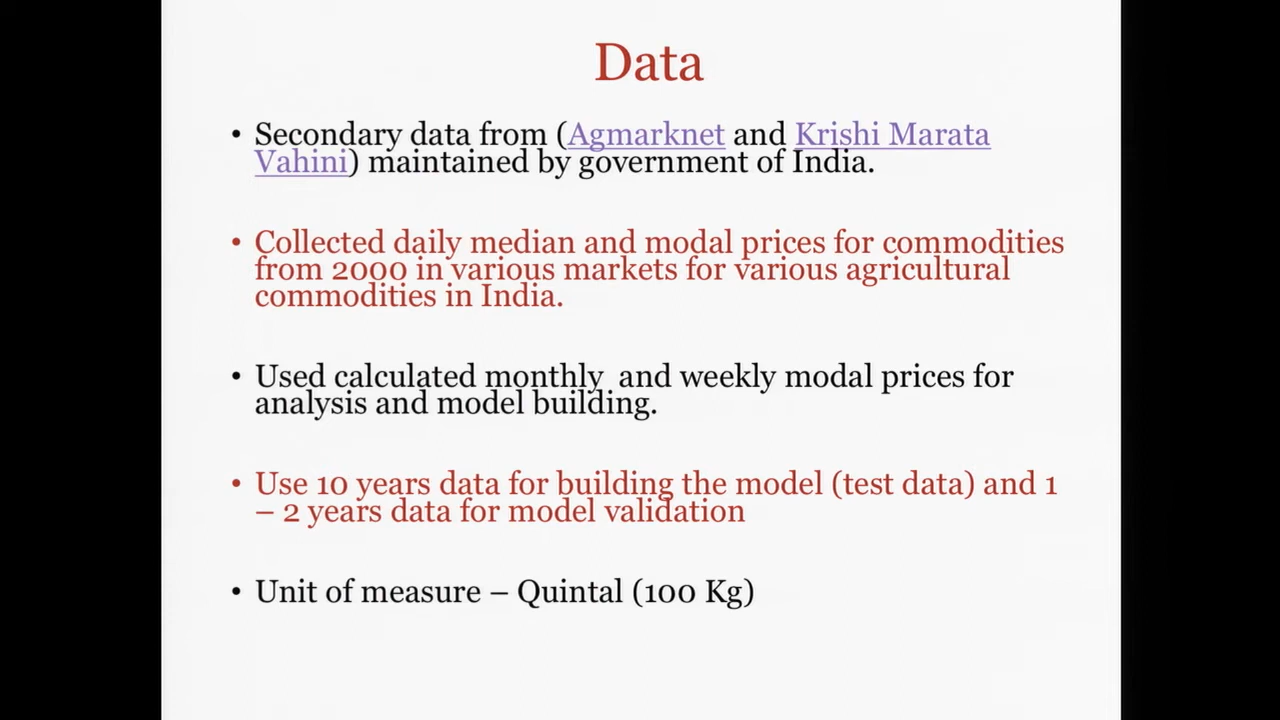 Data
• Secondary data from (Agmarknet and Krishi Marata
Vahini) maintained by government of India.
• Collected daily median and modal prices for commodities
from 2000 in various markets for various agricultural
commodities in India.
• Used calculated monthly  and weekly modal prices for
analysis and model building.
• Use 10 years data for building the model (test data) and 1
– 2 years data for model validation
• Unit of measure – Quintal (100 Kg)